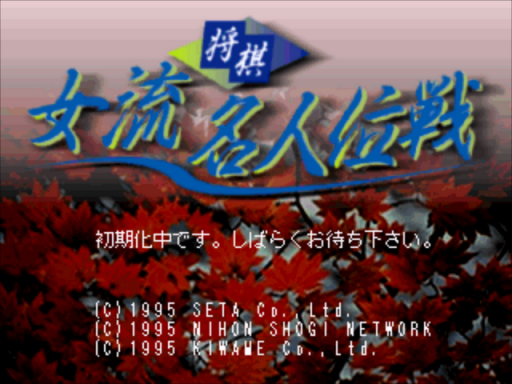 将棋
女流名人位戦
初期化中です。しばらくお待ち下さい。
(C)1995 SETA Co.,Ltd.
(C)1995 NIHON SHOGI NETWORK
(C)1995 KIWAME Co.,Ltd.